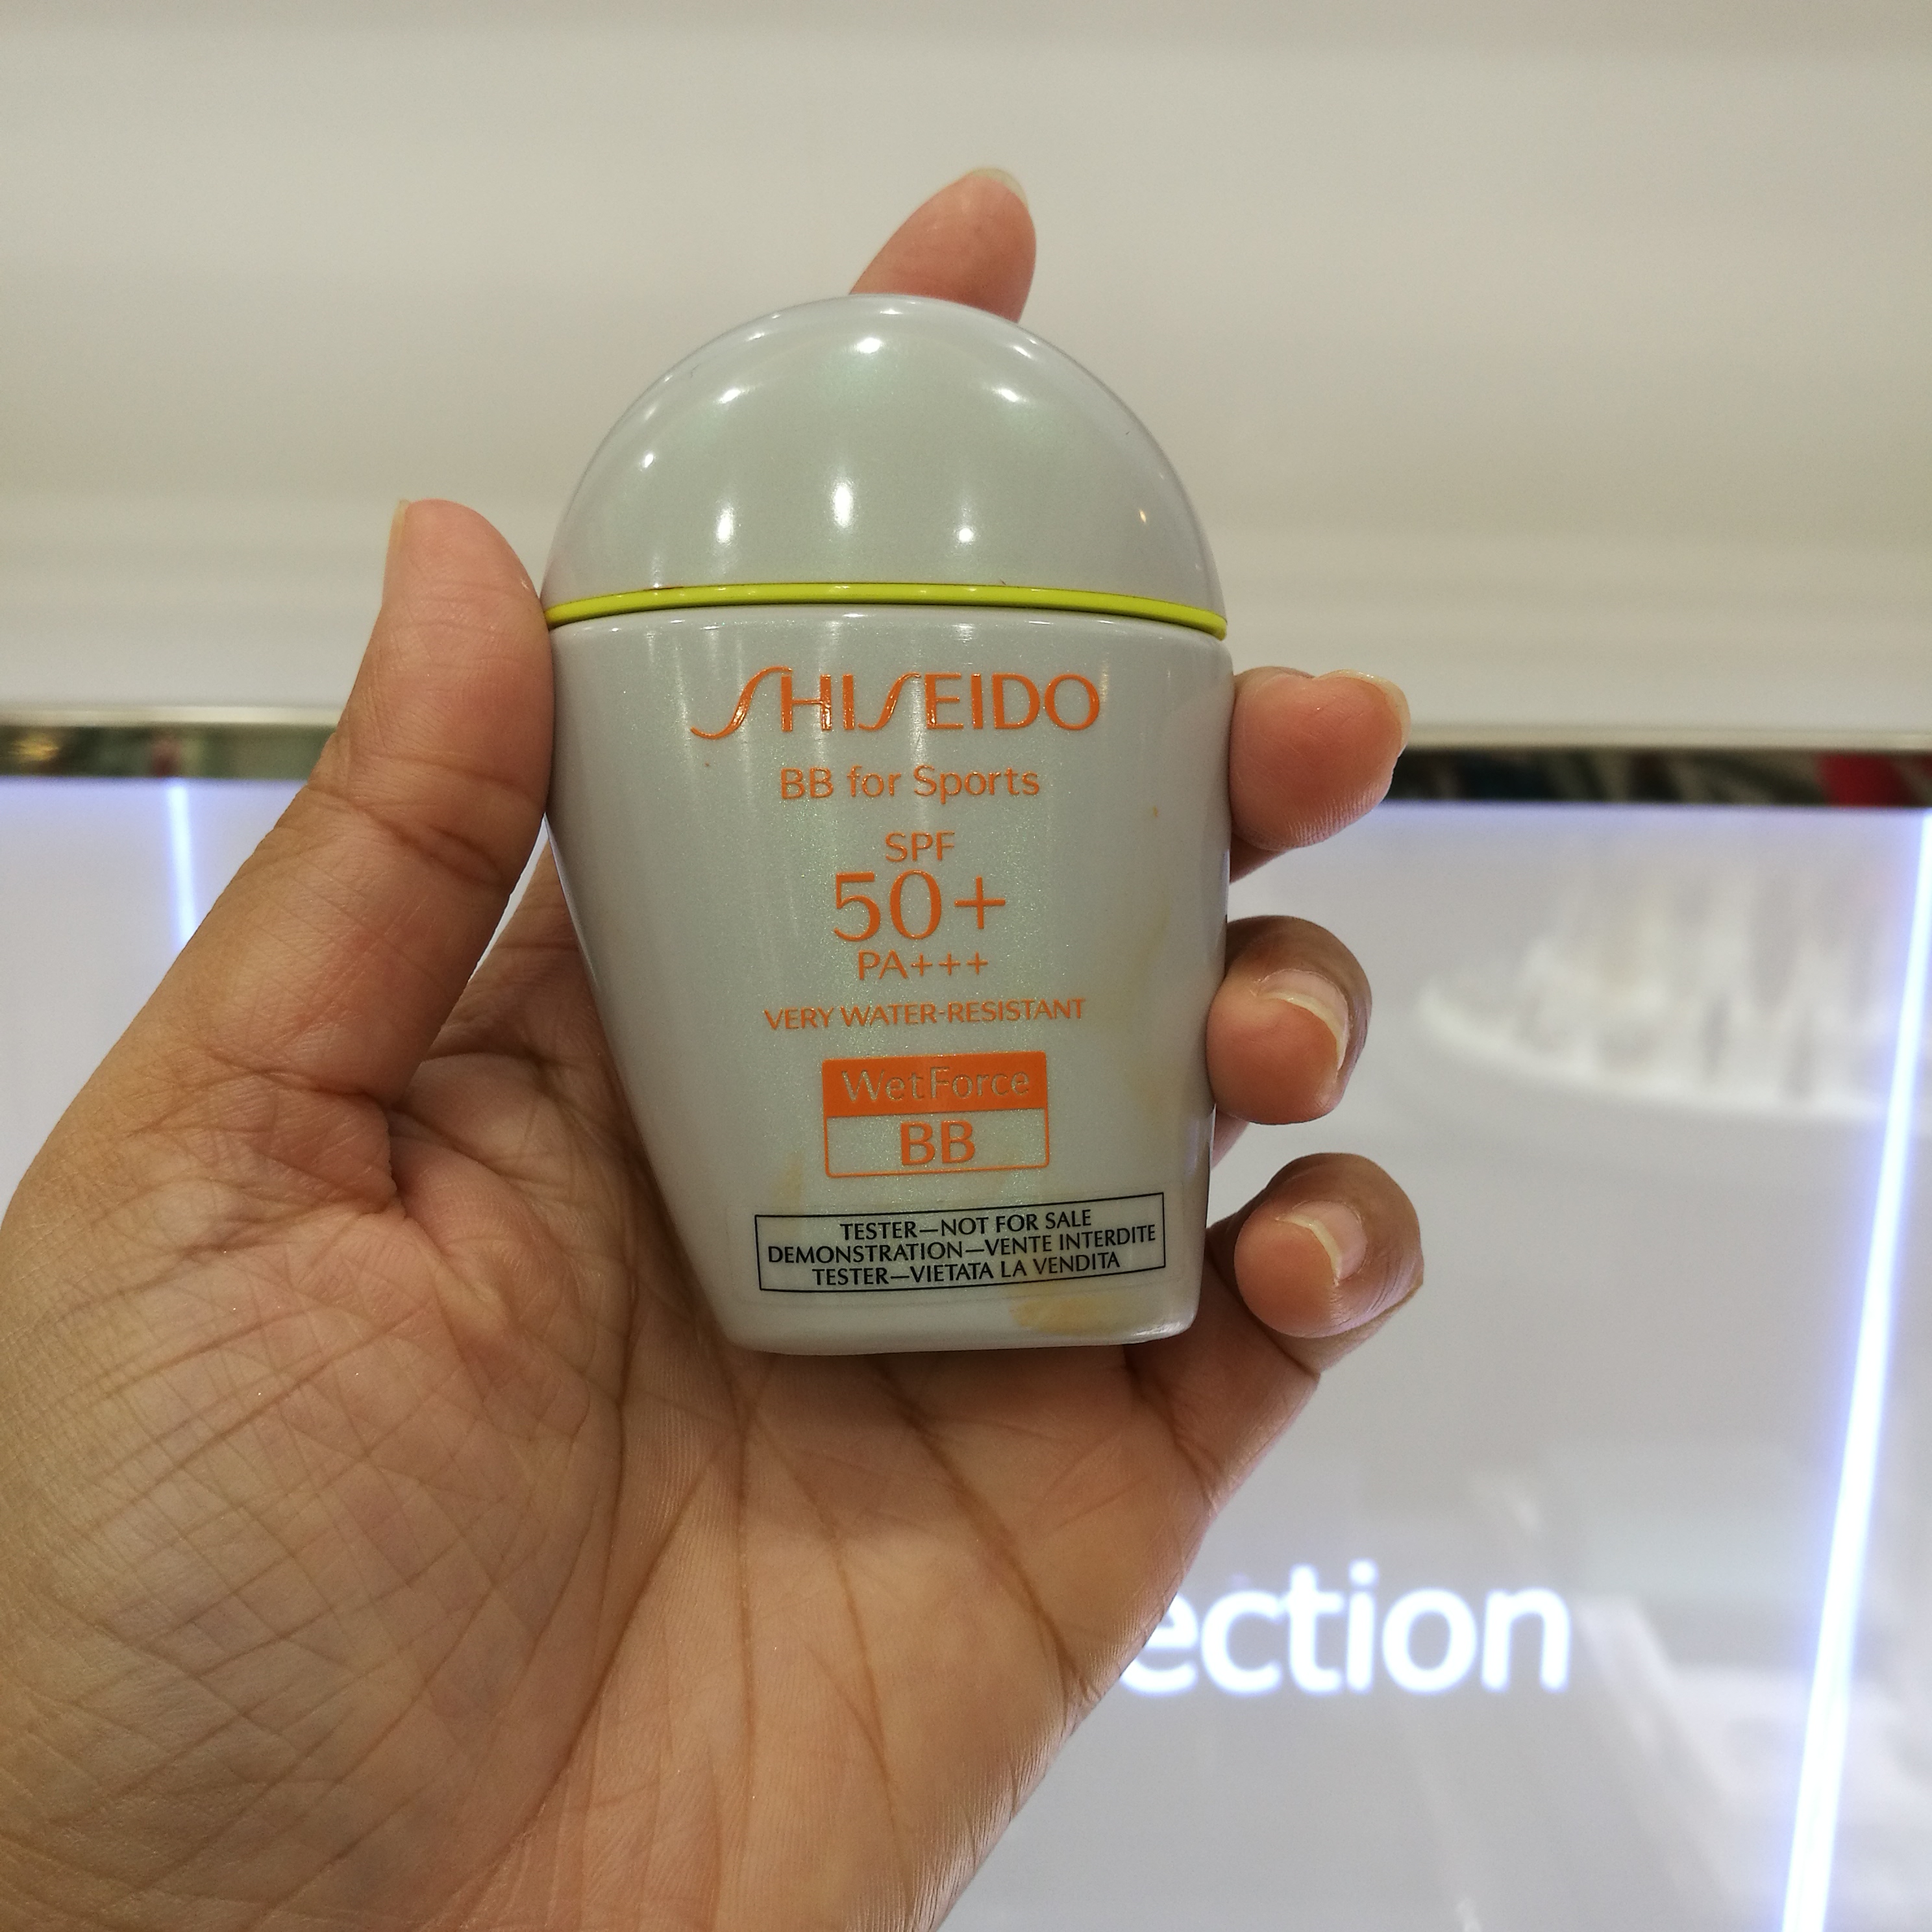 SHISEIDO
BB for Sports
SPF
50+
PA+++
VERY WATER-RESISTANT
WetForce
BB
TESTER—NOT FOR SALE
DEMONSTRATION—VENTE INTERDITE
TESTER—VIETATA LA VENDITA
ection